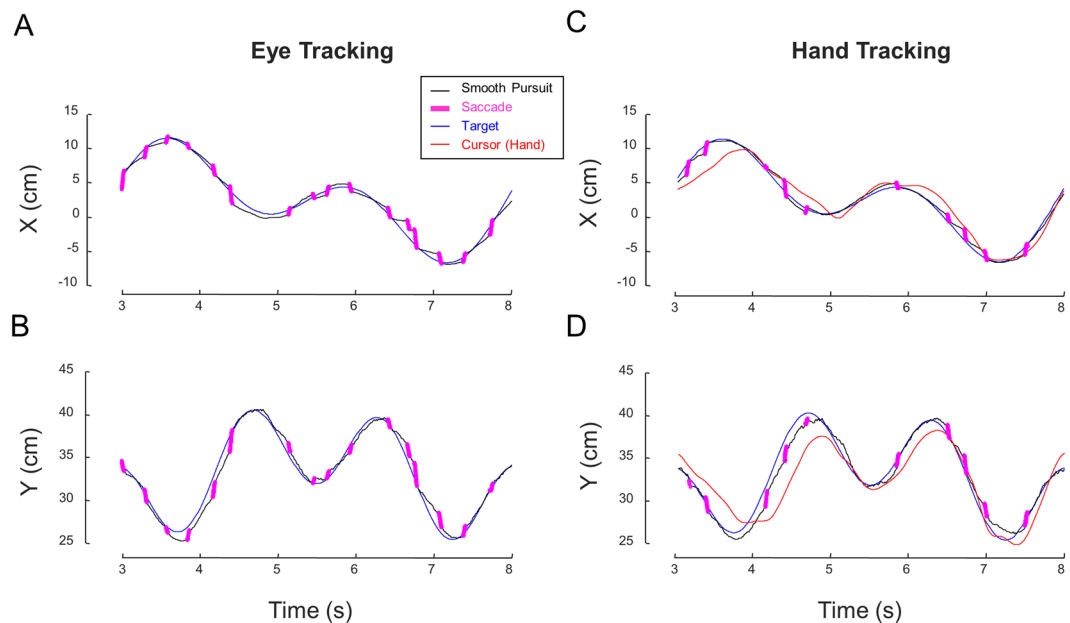 A
Eye Tracking
C
Hand Tracking
Smooth Pursuit
Saccade
Target
Cursor (Hand)
X (cm)
15
10
5
0
-5
-10
3 4 5 6 7 8
X (cm)
15
10
5
0
-5
-10
3 4 5 6 7 8
B
Y (cm)
45
40
35
30
25
3 4 5 6 7 8
Time (s)
D
Y (cm)
45
40
35
30
25
3 4 5 6 7 8
Time (s)